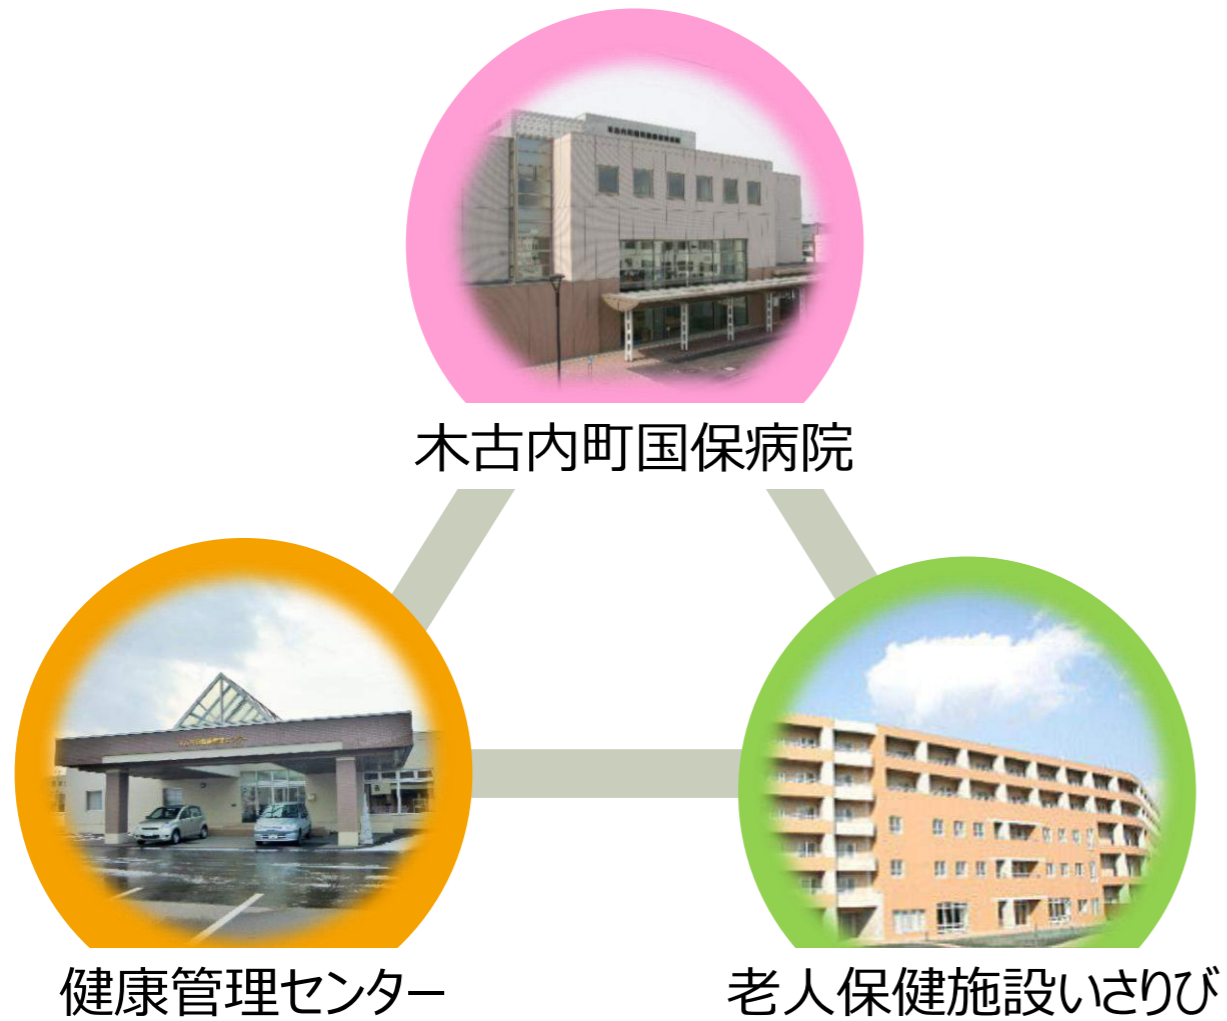 木古内町国保病院
健康管理センター
老人保健施設いさりび